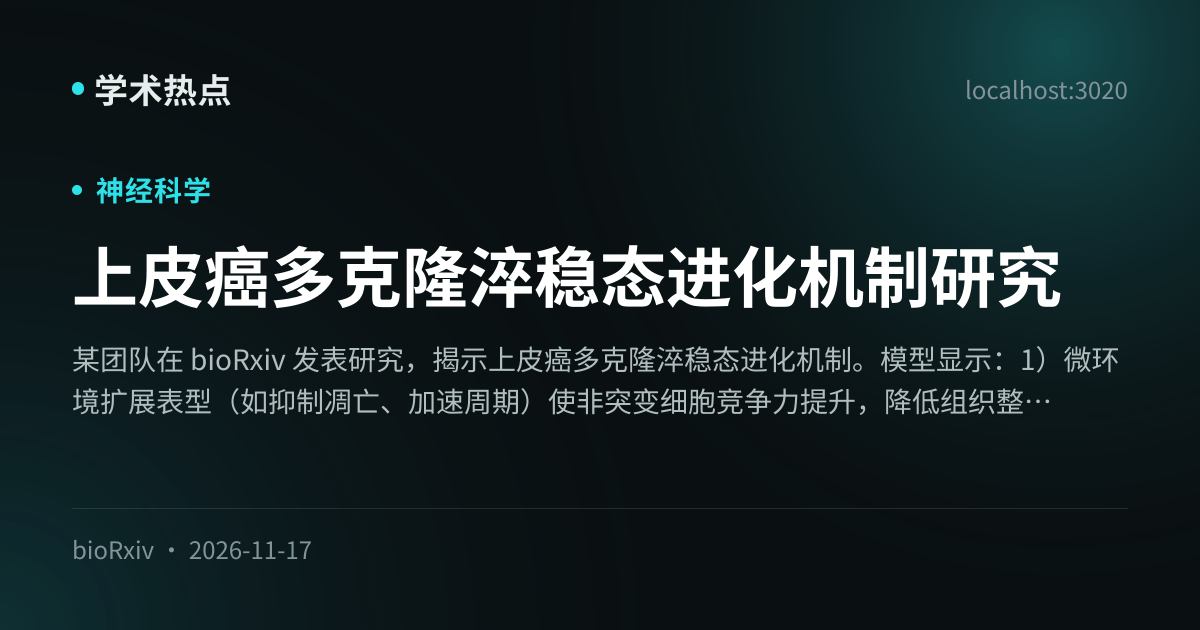 学术热点
localhost:3020
神经科学
上皮癌多克隆淬稳态进化机制研究
某团队在 bioRxiv 发表研究，揭示上皮癌多克隆淬稳态进化机制。模型显示：1）微环
境扩展表型（如抑制凋亡、加速周期）使非突变细胞竞争力提升，降低组织整…
bioRxiv • 2026-11-17